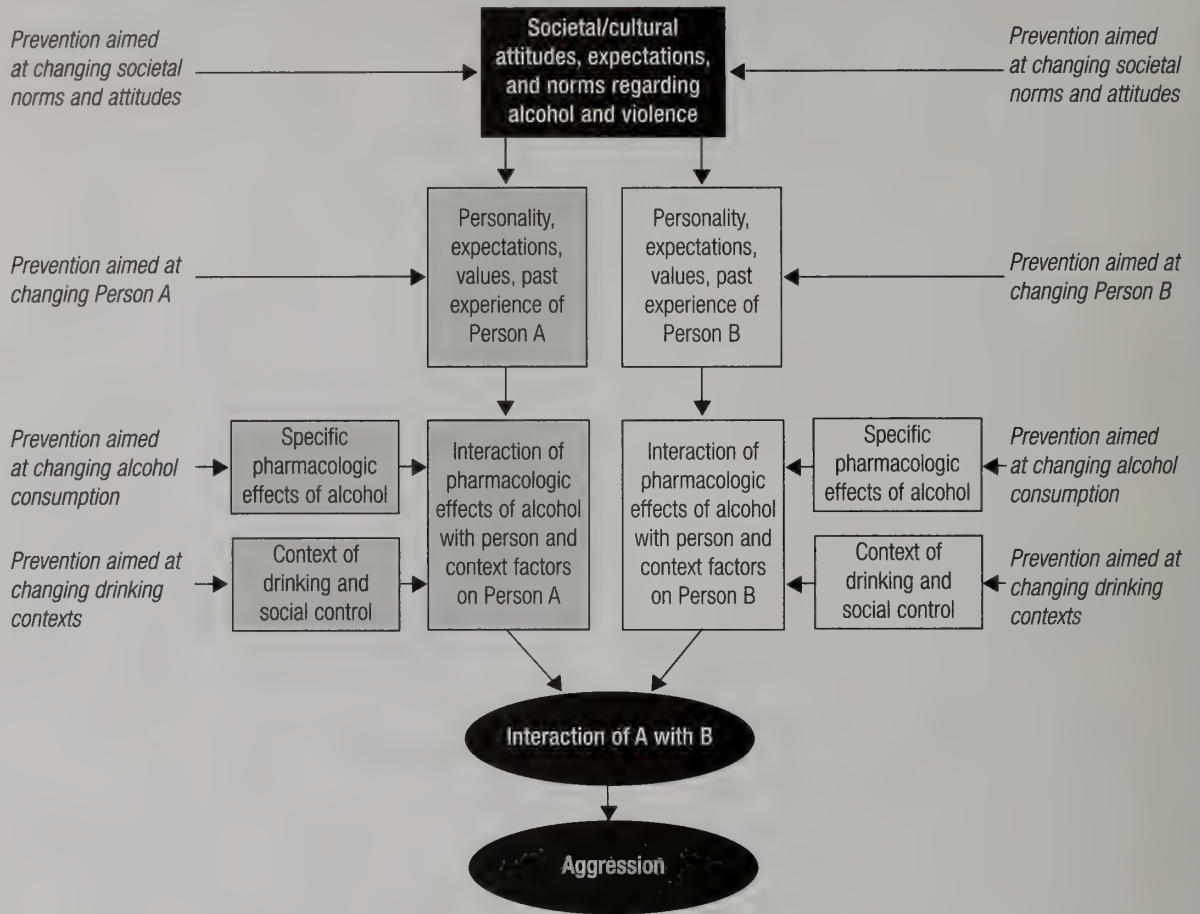 Prevention aimed
at changing societal
norms and attitudes
Societal/cultural
attitudes, expectations,
and norms regarding
alcohol and violence
Prevention aimed
at changing societal
norms and attitudes
Prevention aimed at
changing Person A
Personality,
expectations,
values, past
experience of
Person A
Personality,
expectations,
values, past
experience of
Person B
Prevention aimed at
changing Person B
Prevention aimed
at changing alcohol
consumption
Specific
pharmacologic
effects of alcohol
Interaction of
pharmacologic
effects of alcohol
with person and
context factors
on Person A
Interaction of
pharmacologic
effects of alcohol
with person and
context factors
on Person B
Specific
pharmacologic
effects of alcohol
Prevention aimed
at changing alcohol
consumption
Prevention aimed at
changing drinking
contexts
Context of
drinking and
social control
Context of
drinking and
social control
Prevention aimed at
changing drinking
contexts
Interaction of A with B
Aggression